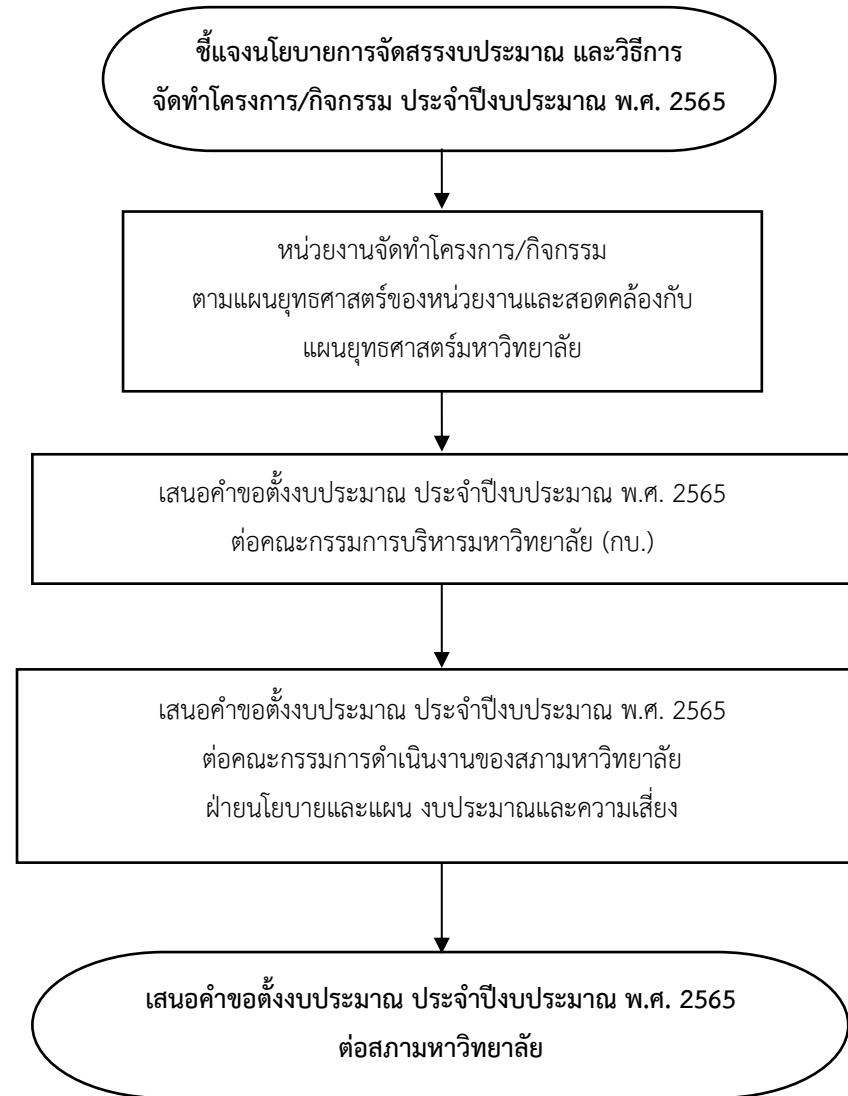 ชี้แจงนโยบายการจัดสรรงบประมาณ และวิธีการ
จัดทำโครงการ/กิจกรรม ประจำปีงบประมาณ พ.ศ. 2565
หน่วยงานจัดทำโครงการ/กิจกรรม
ตามแผนยุทธศาสตร์ของหน่วยงานและสอดคล้องกับ
แผนยุทธศาสตร์มหาวิทยาลัย
เสนอคำขอตั้งงบประมาณ ประจำปีงบประมาณ พ.ศ. 2565
ต่อคณะกรรมการบริหารมหาวิทยาลัย (กบ.)
เสนอคำขอตั้งงบประมาณ ประจำปีงบประมาณ พ.ศ. 2565
ต่อคณะกรรมการดำเนินงานของสภามหาวิทยาลัย
ฝ่ายนโยบายและแผน งบประมาณและความเสี่ยง
เสนอคำขอตั้งงบประมาณ ประจำปีงบประมาณ พ.ศ. 2565
ต่อสภามหาวิทยาลัย